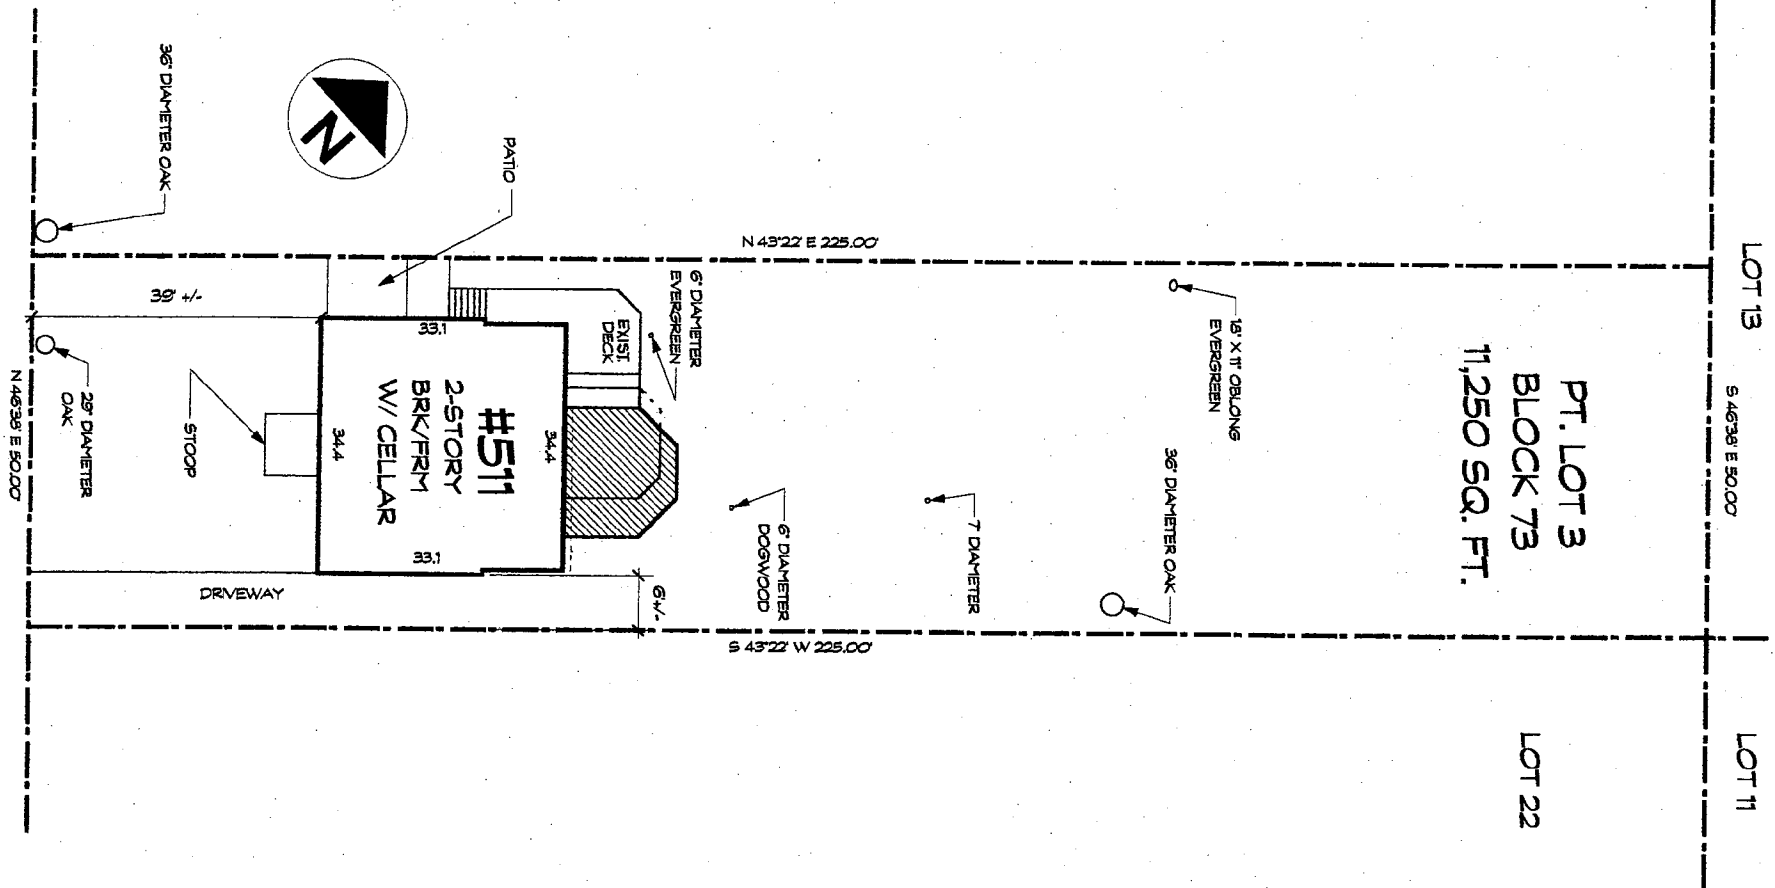 36" DIAMETER OAK
N
PATIO
N 43°22' E 225.00'
LOT 13
39' +/-
33.1
EXIST.
DECK
6" DIAMETER
EVERGREEN
18' X 11' OBLONG
EVERGREEN
PT. LOT 3
BLOCK 73
11,250 SQ. FT.
S 46°38' E 50.00'
N 46°38' E 50.00'
29" DIAMETER
OAK
STOOP
34.4
#511
2-STORY
BRK/FRM
W/ CELLAR
34.4
33.1
6" DIAMETER
DOGWOOD
7 DIAMETER
36" DIAMETER OAK
DRIVEWAY
6'+/-
S 43°22' W 225.00'
LOT 22
LOT 11